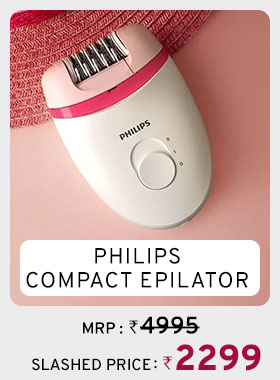 PHILIPS
PHILIPS
COMPACT EPILATOR
MRP : ₹4995
SLASHED PRICE: ₹2299